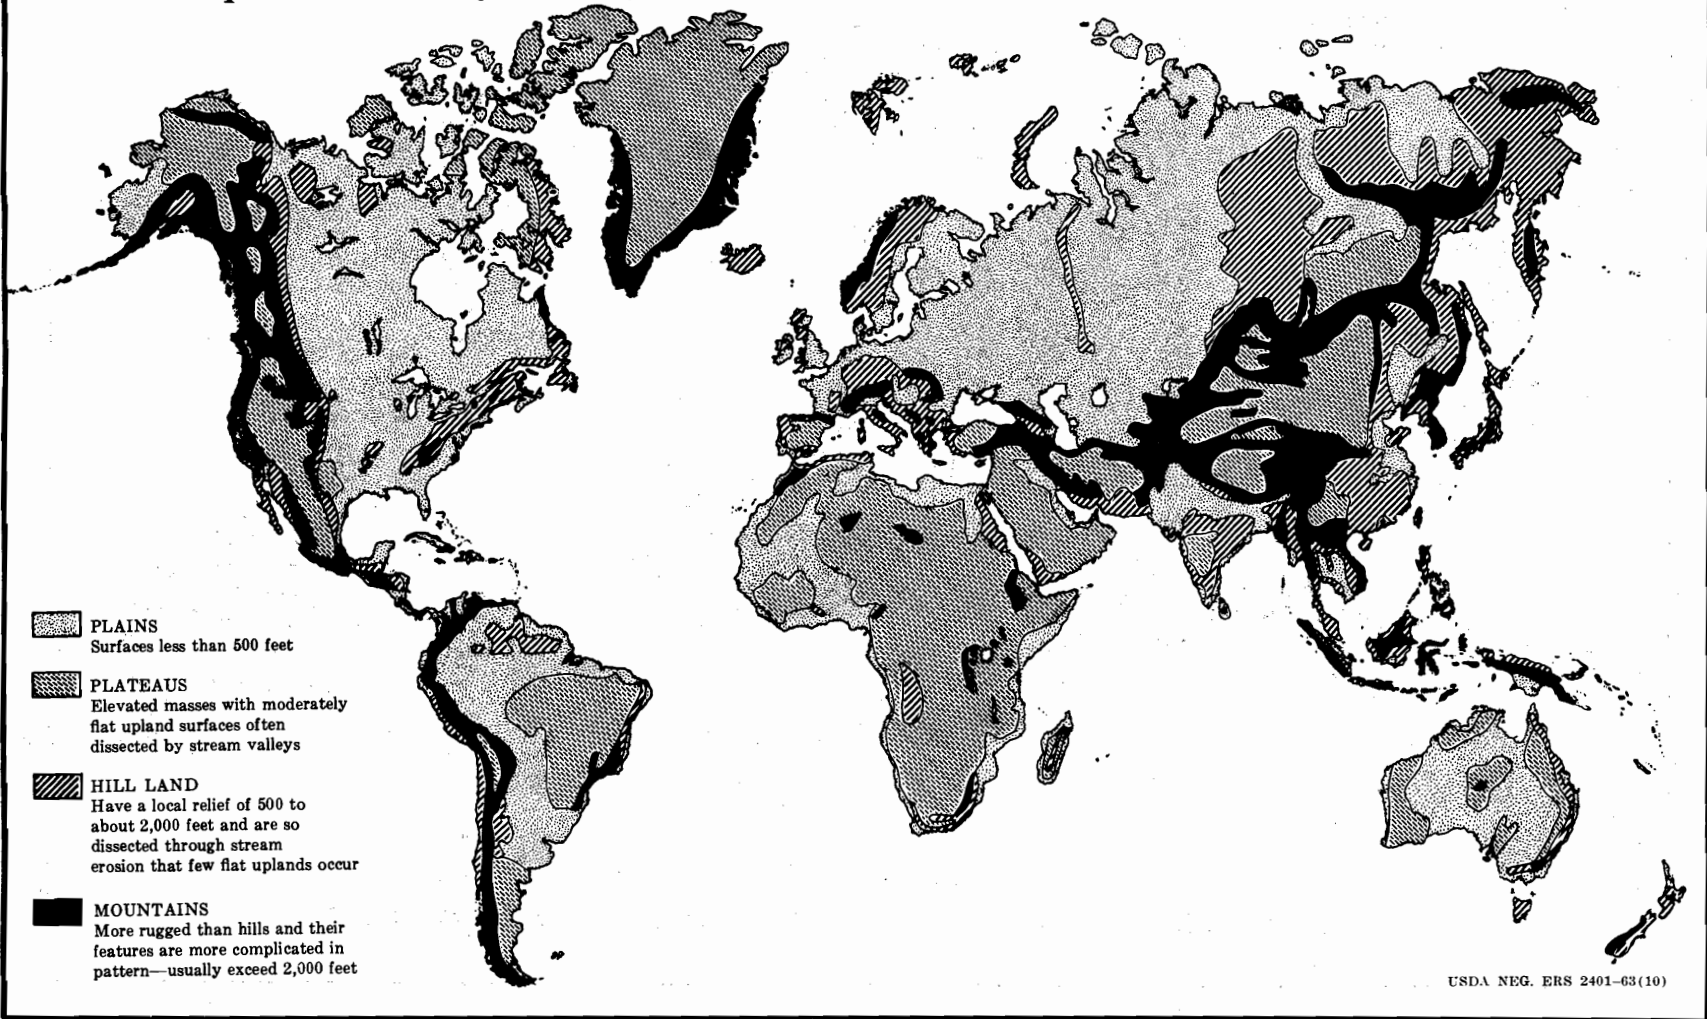 PLAINS
Surfaces less than 500 feet
PLATEAUS
Elevated masses with moderately
flat upland surfaces often
dissected by stream valleys
HILL LAND
Have a local relief of 500 to
about 2,000 feet and are so
dissected through stream
erosion that few flat uplands occur
MOUNTAINS
More rugged than hills and their
features are more complicated in
pattern—usually exceed 2,000 feet
USDA NEG. ERS 2401–63(10)